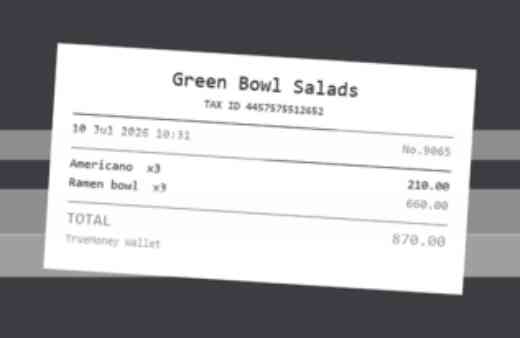 Green Bowl Salads
TAX ID 4457575512652
10 Jul 2026 10:31 No.9065
Americano x3 210.00
Ramen bowl x3 660.00
TOTAL 870.00
TrueMoney Wallet